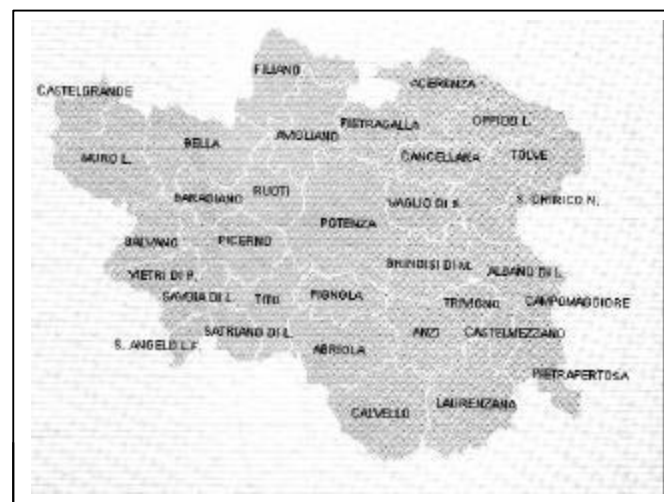 FILIANO
CASTELGRANDE
ACERENZA
PIETRAGALLA
OPPIDO L.
AVIGLIANO
BELLA
MURO L.
CANCELLARA
TOLVE
RUOTI
BARAGIANO
VAGLIO DI B.
S. CHIRICO N.
POTENZA
BALVANO
PICERNO
BRINDISI DI M.
ALBANO DI L.
VIETRI DI P.
SAVOIA DI L.
TITO
PIGNOLA
TRIVIGNO
CAMPOMAGGIORE
SATRIANO DI L.
ANZI
CASTELMEZZANO
S. ANGELO L.F.
ABRIOLA
PIETRAPERTOSA
LAURENZANA
CALVELLO